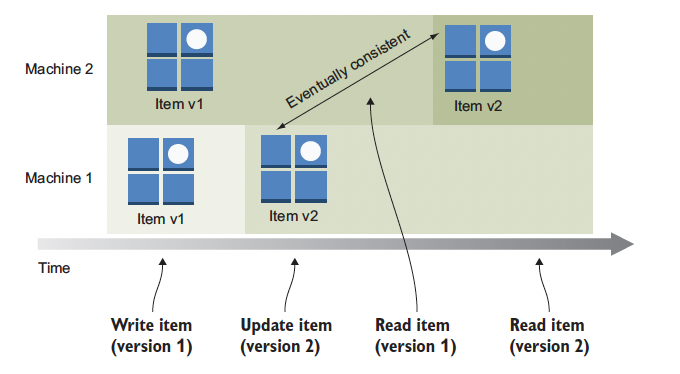 Machine 2
Item v1
Eventually consistent
Item v2
Machine 1
Item v1
Item v2
Time
Write item
(version 1)
Update item
(version 2)
Read item
(version 1)
Read item
(version 2)